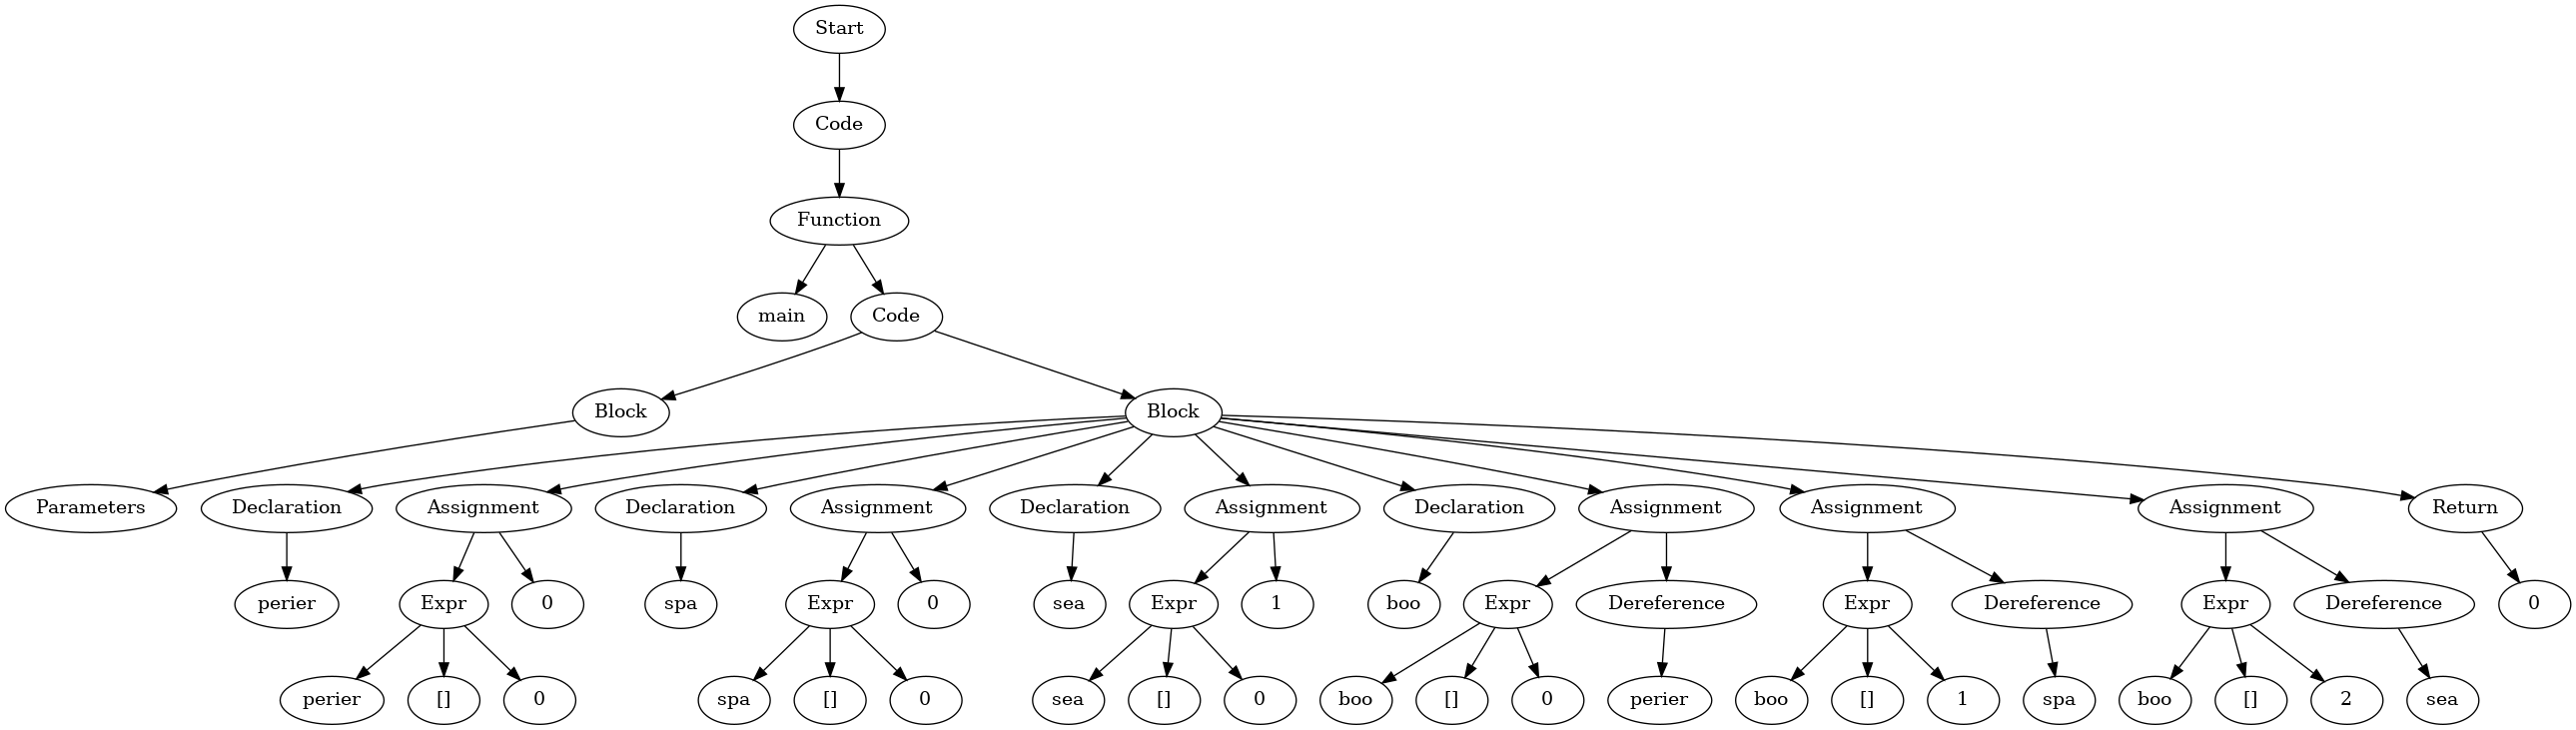 Start
Code
Function
main
Code
Block
Block
Parameters
Declaration
Assignment
Declaration
Assignment
Declaration
Assignment
Declaration
Assignment
Assignment
Assignment
Return
perier
Expr
0
spa
Expr
0
sea
Expr
1
boo
Expr
Dereference
Expr
Dereference
Expr
Dereference
0
perier
[]
0
spa
[]
0
sea
[]
0
boo
[]
0
perier
boo
[]
1
spa
boo
[]
2
sea